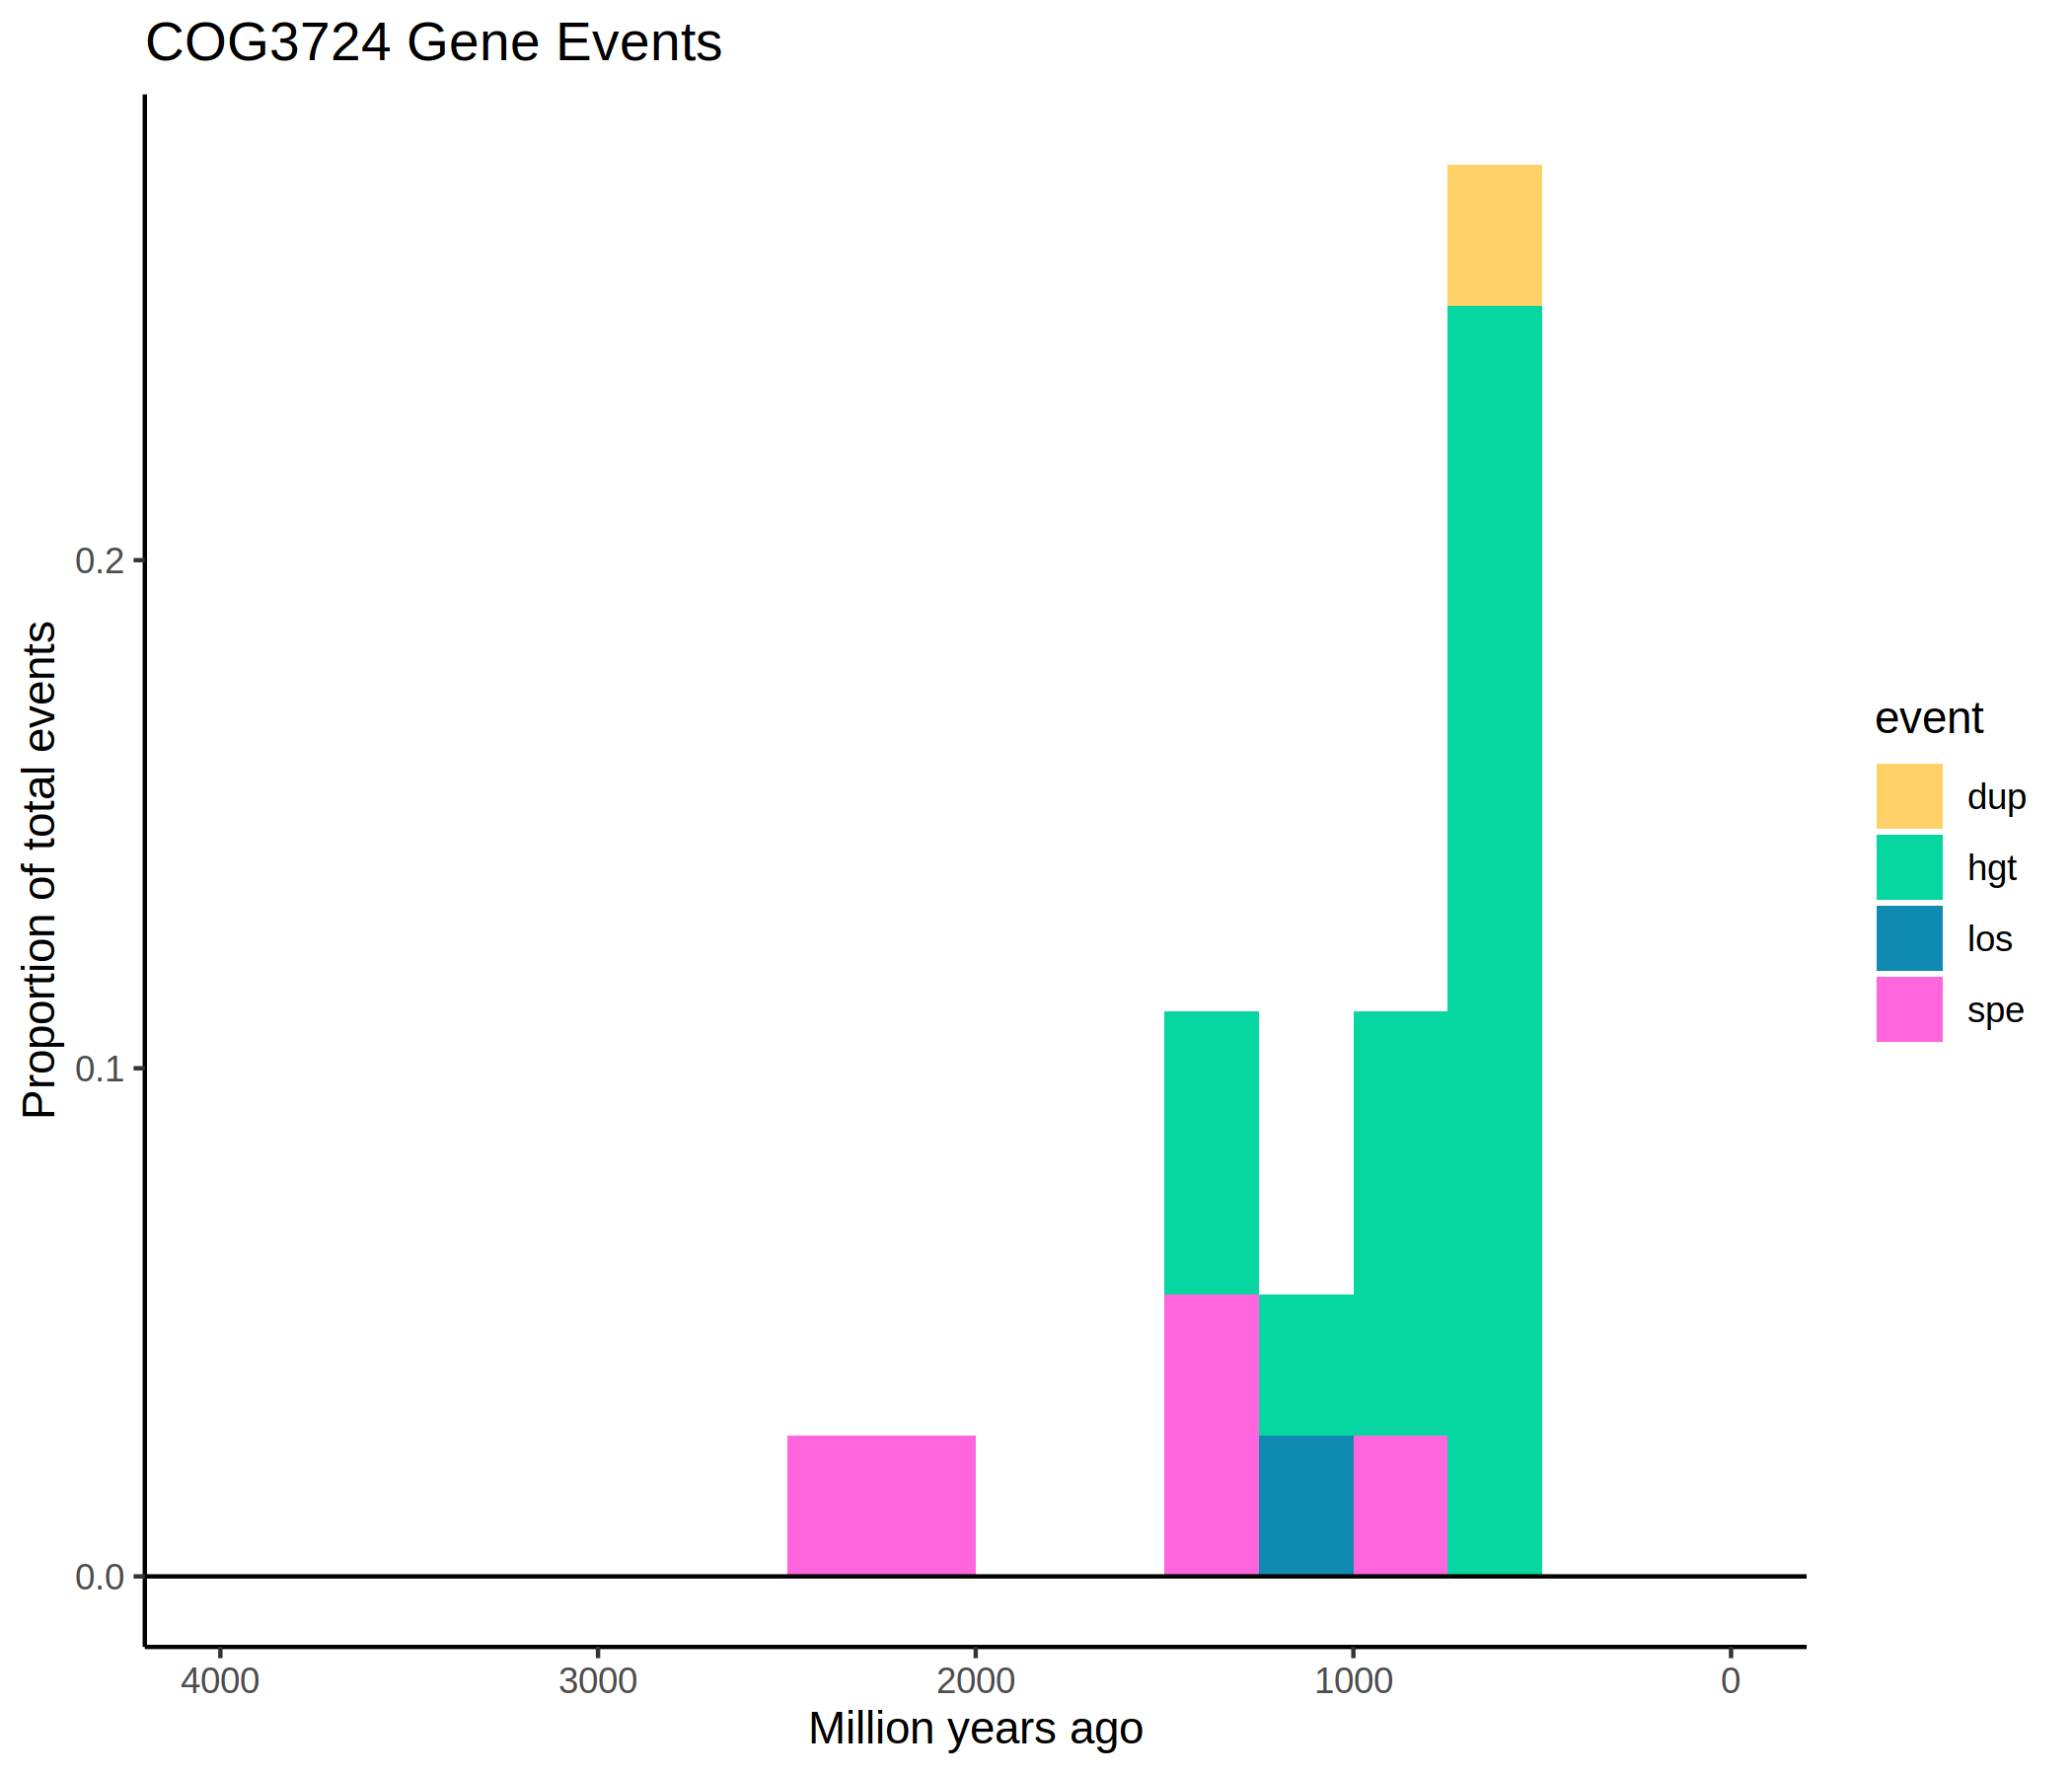 COG3724 Gene Events
Proportion of total events
0.2
0.1
0.0
4000
3000
2000
1000
0
Million years ago
event
dup
hgt
los
spe